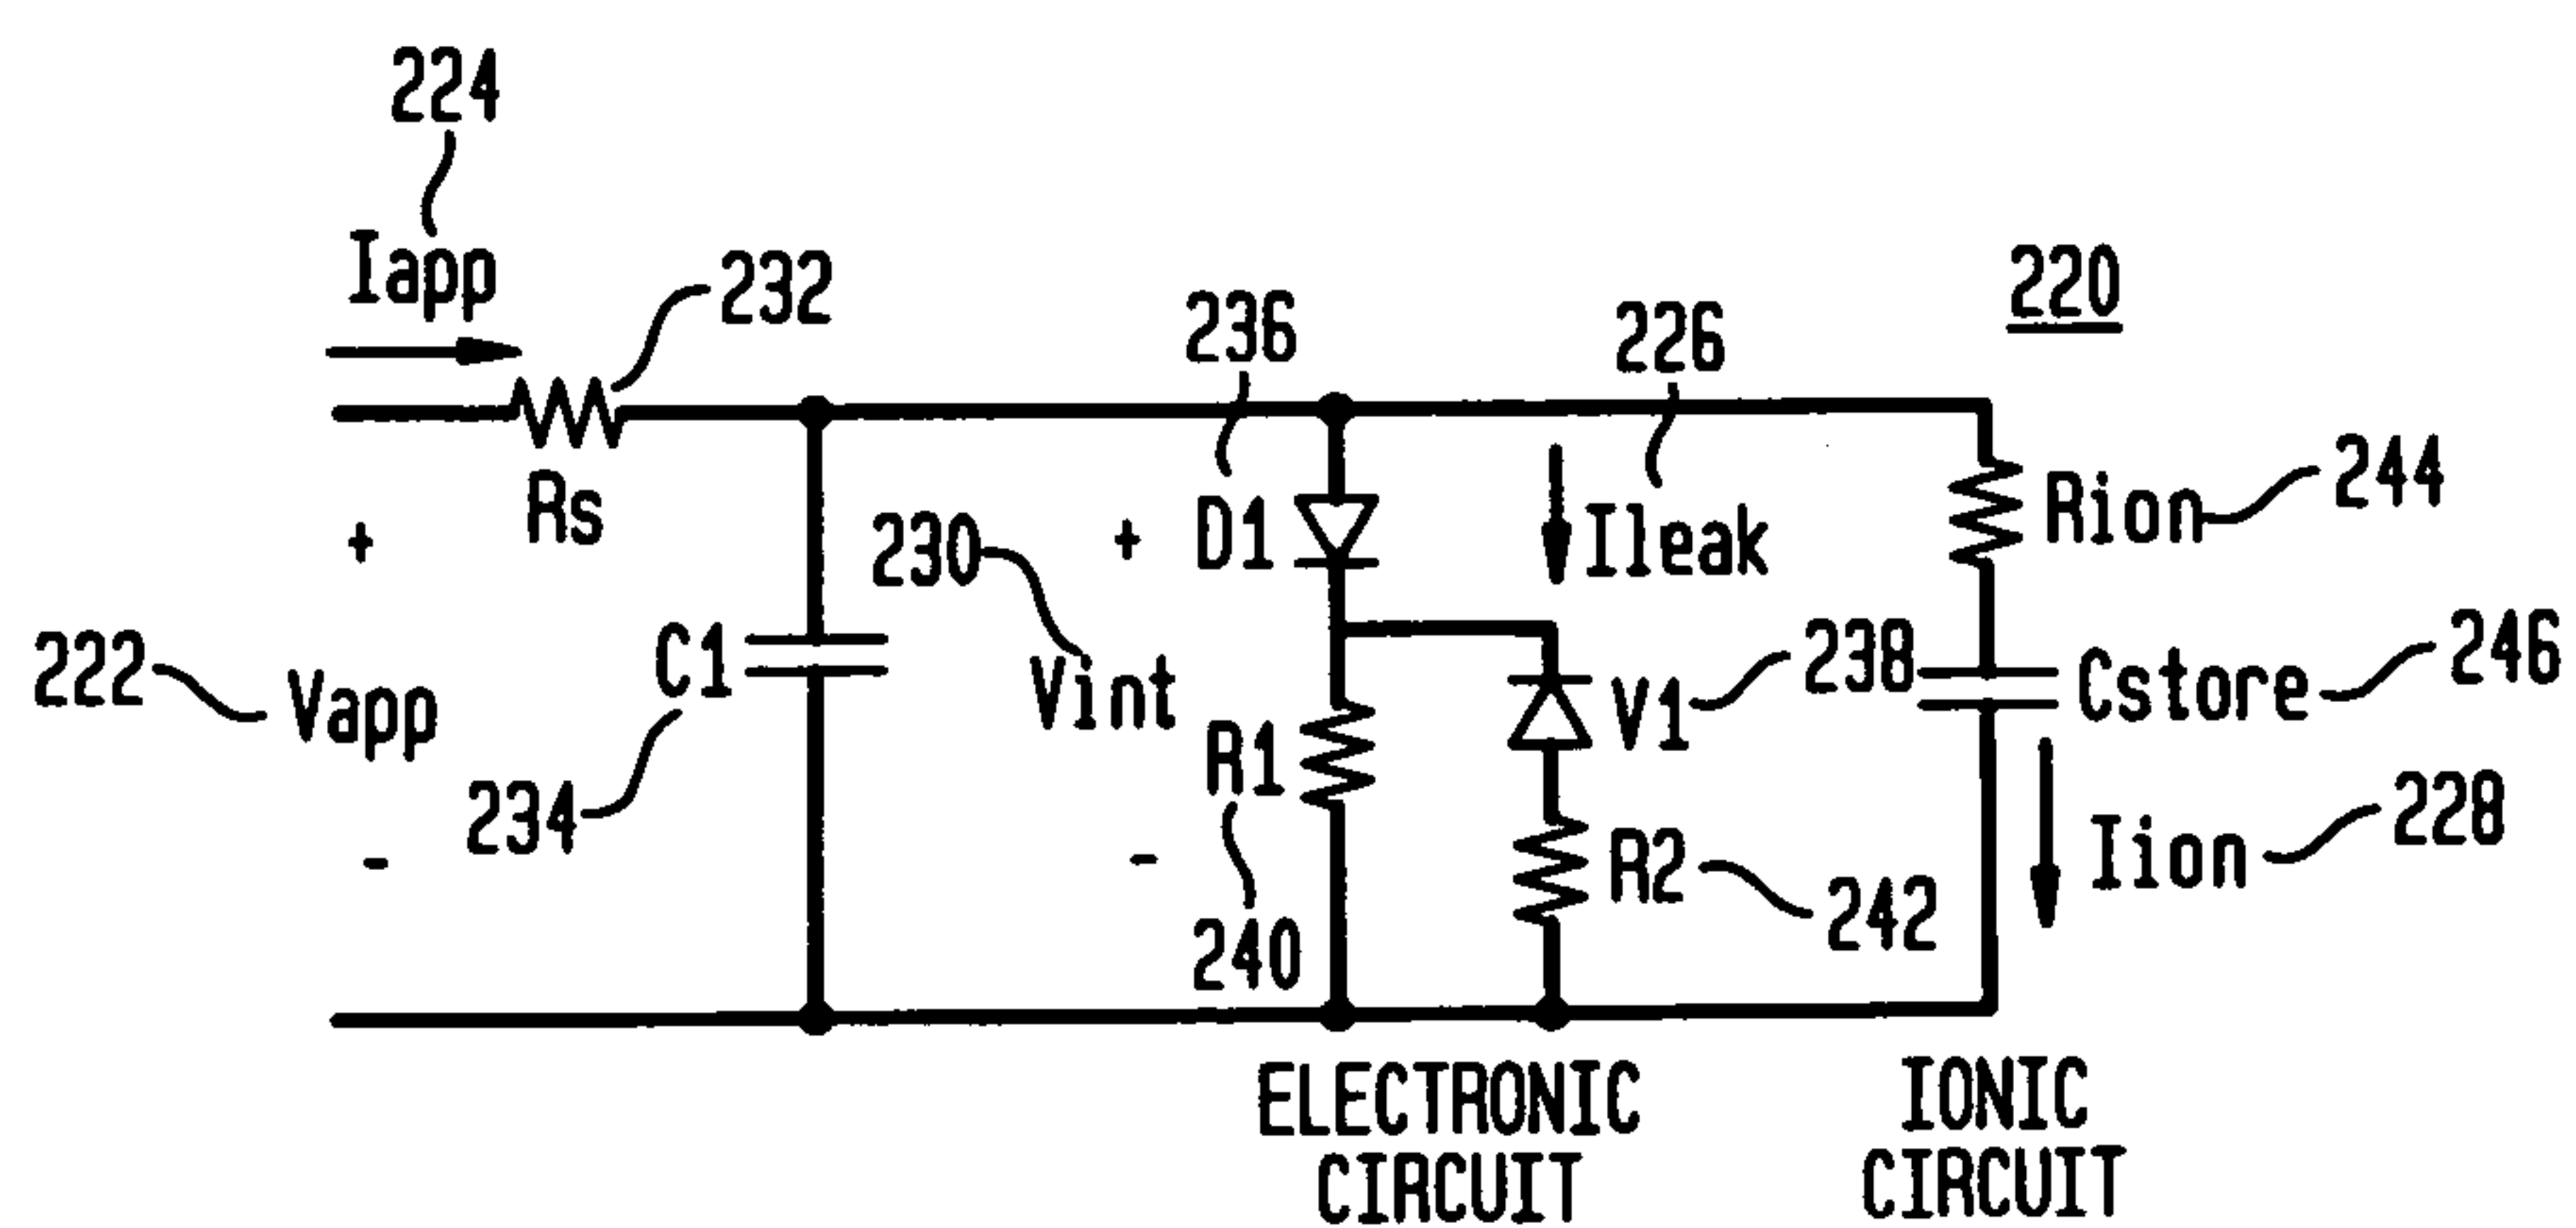 224
Iapp
232
Rs
+
222
Vapp
-
C1
234
230
Vint
+
-
236
D1
R1
240
226
Ileak
V1
238
R2
242
220
Rion
244
Cstore
246
Iion
228
ELECTRONIC
CIRCUIT
IONIC
CIRCUIT